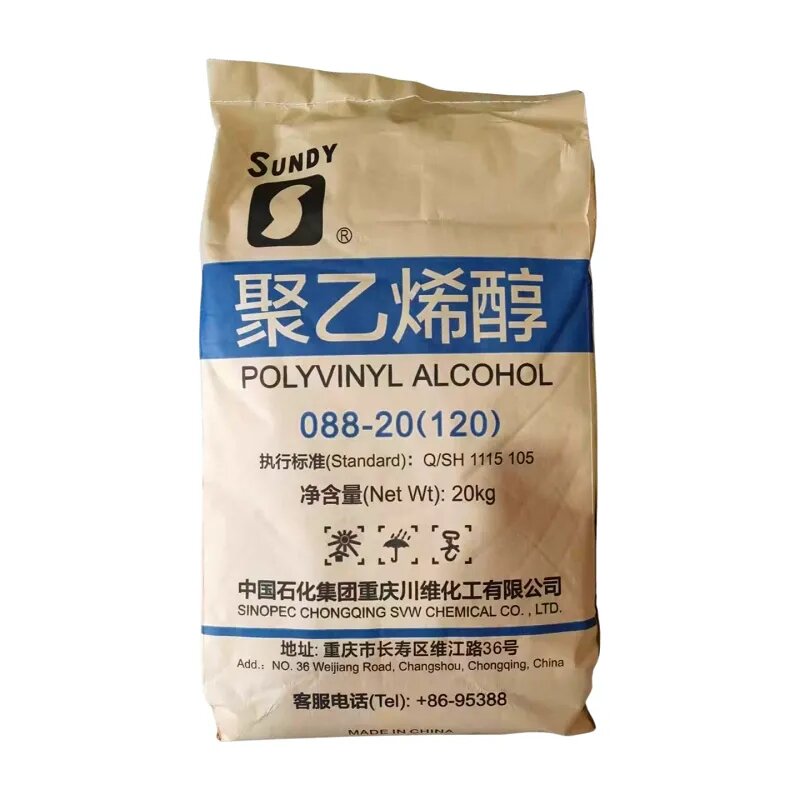 SUNDY
®
聚乙烯醇
POLYVINYL ALCOHOL
088-20(120)
执行标准(Standard): Q/SH 1115 105
净含量(Net Wt): 20kg
中国石化集团重庆川维化工有限公司
SINOPEC CHONGQING SVW CHEMICAL CO. , LTD.
地址: 重庆市长寿区维江路36号
Add.: NO. 36 Weijiang Road, Changshou, Chongqing, China
客服电话(Tel): +86-95388
MADE IN CHINA